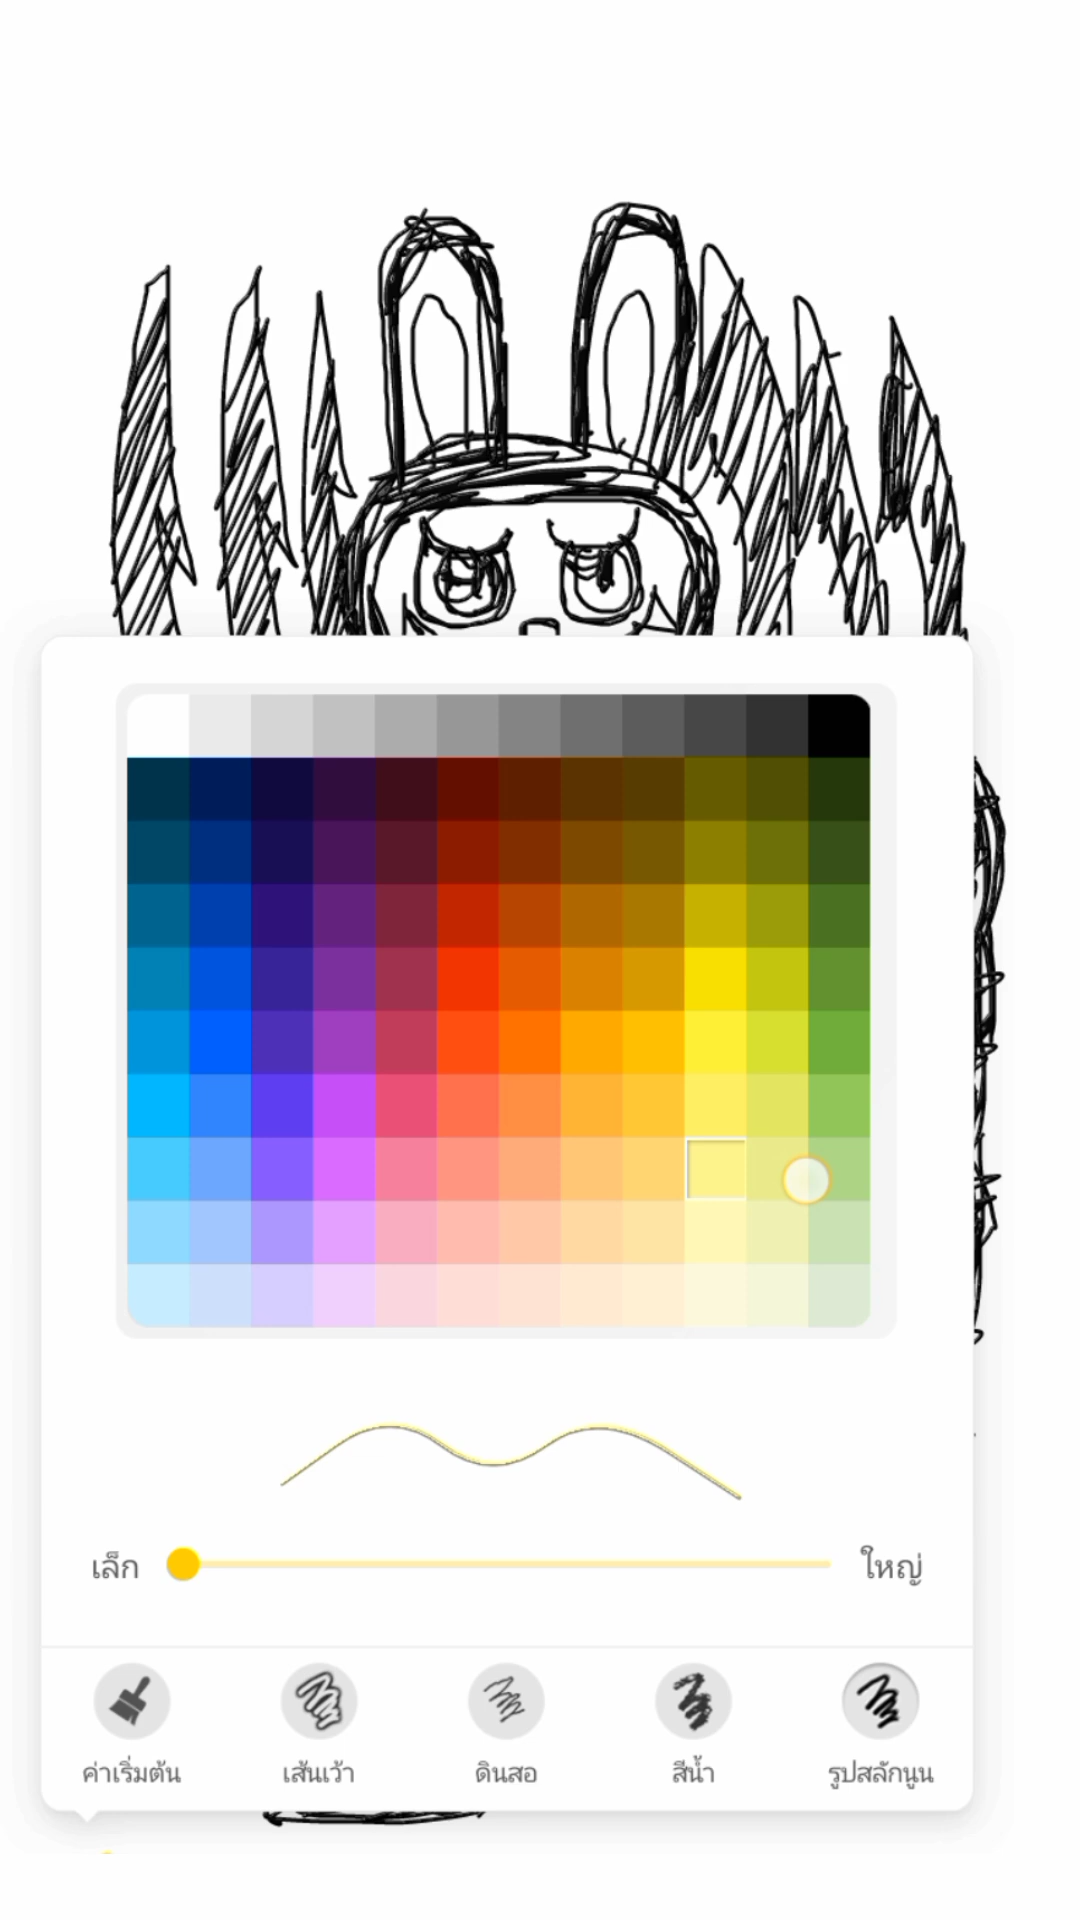 เล็ก ใหญ่
ค่าเริ่มต้น เส้นเว้า ดินสอ สีน้ำ รูปสลักนูน